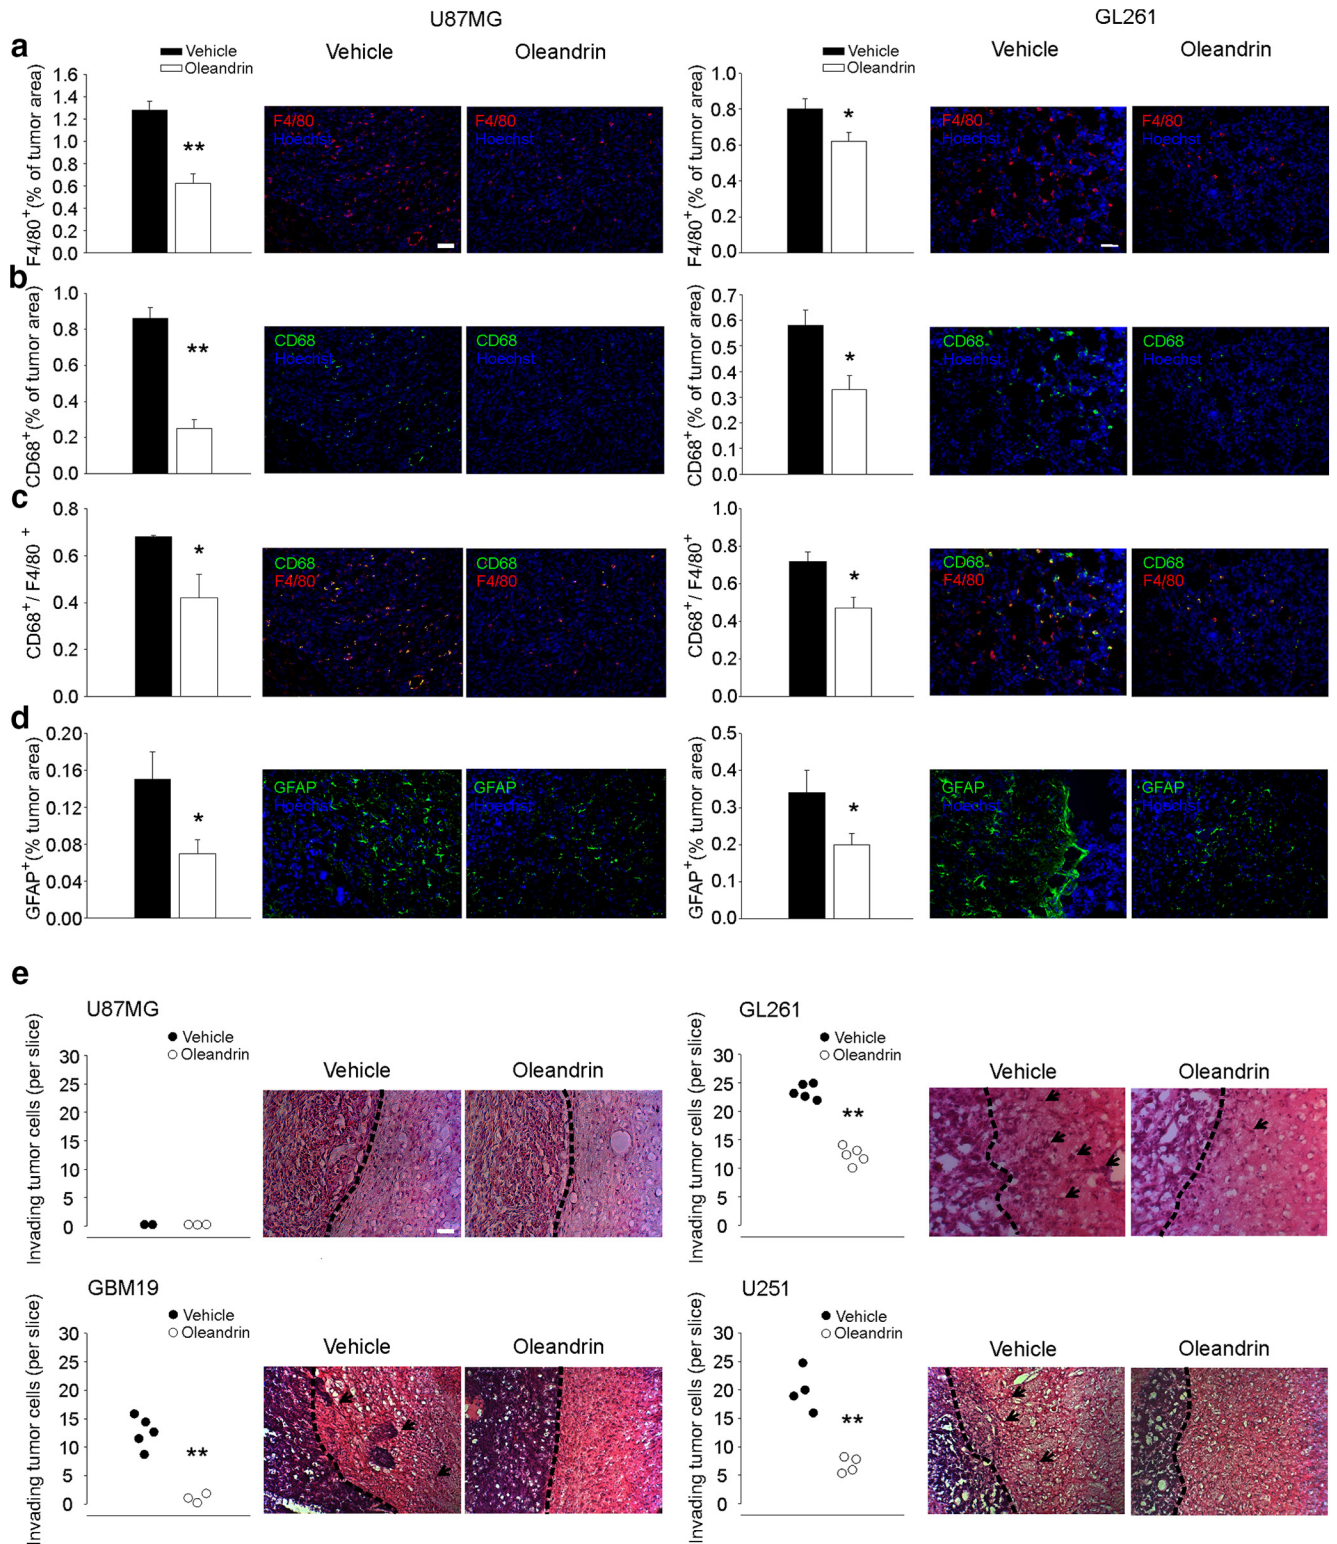 U87MG
GL261
a
Vehicle
Oleandrin
Vehicle
Oleandrin
F4/80+(% of tumor area)
1.6
1.4
1.2
1.0
0.8
0.6
0.4
0.2
0.0
**
F4/80
Hoechst
F4/80
Hoechst
Vehicle
Oleandrin
Vehicle
Oleandrin
F4/80+(% of tumor area)
1.0
0.8
0.6
0.4
0.2
0.0
*
F4/80
Hoechst
F4/80
Hoechst
b
CD68+(% of tumor area)
1.0
0.8
0.6
0.4
0.2
0.0
**
CD68
Hoechst
CD68
Hoechst
CD68+(% of tumor area)
0.7
0.6
0.5
0.4
0.3
0.2
0.1
0.0
*
CD68
Hoechst
CD68
Hoechst
c
CD68+/ F4/80 +
0.8
0.6
0.4
0.2
0.0
*
CD68
F4/80
CD68
F4/80
CD68+/ F4/80+
1.0
0.8
0.6
0.4
0.2
0.0
*
CD68
F4/80
CD68
F4/80
d
GFAP+(% tumor area)
0.20
0.16
0.12
0.08
0.04
0.00
*
GFAP
Hoechst
GFAP
Hoechst
GFAP+(% tumor area)
0.5
0.4
0.3
0.2
0.1
0.0
*
GFAP
Hoechst
GFAP
Hoechst
e
U87MG
Vehicle
Oleandrin
Invading tumor cells (per slice)
30
25
20
15
10
5
0
Vehicle
Oleandrin
GL261
Vehicle
Oleandrin
Invading tumor cells (per slice)
30
25
20
15
10
5
0
**
Vehicle
Oleandrin
GBM19
Vehicle
Oleandrin
Invading tumor cells (per slice)
30
25
20
15
10
5
0
**
Vehicle
Oleandrin
U251
Vehicle
Oleandrin
Invading tumor cells (per slice)
30
25
20
15
10
5
0
**
Vehicle
Oleandrin